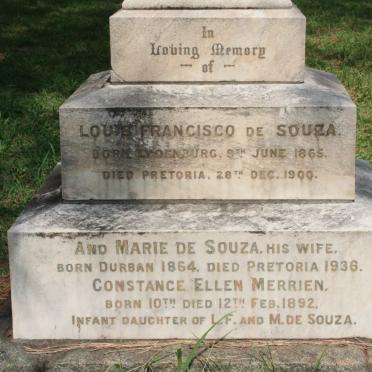 In
Loving Memory
— of —
LOUIS FRANCISCO DE SOUZA.
BORN LYDENBURG. 9TH JUNE 1865.
DIED PRETORIA. 28TH DEC. 1900.
AND MARIE DE SOUZA, HIS WIFE.
BORN DURBAN 1864. DIED PRETORIA 1936.
CONSTANCE ELLEN MERRIEN.
BORN 10TH DIED 12TH FEB. 1892.
INFANT DAUGHTER OF L.F. AND M. DE SOUZA.